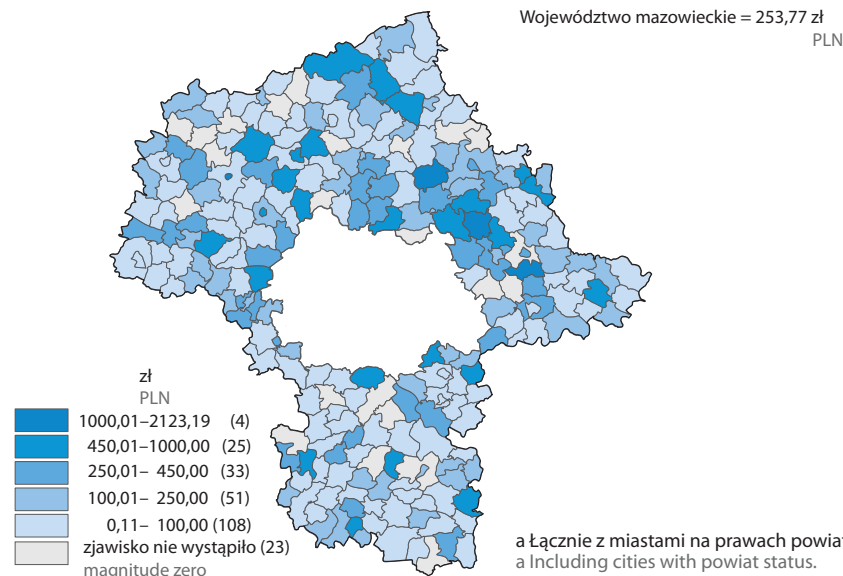 Województwo mazowieckie = 253,77 zł
PLN
zł
PLN
1000,01–2123,19 (4)
450,01–1000,00 (25)
250,01– 450,00 (33)
100,01– 250,00 (51)
0,11– 100,00 (108)
zjawisko nie wystąpiło (23)
magnitude zero
a Łącznie z miastami na prawach powiat
a Including cities with powiat status.